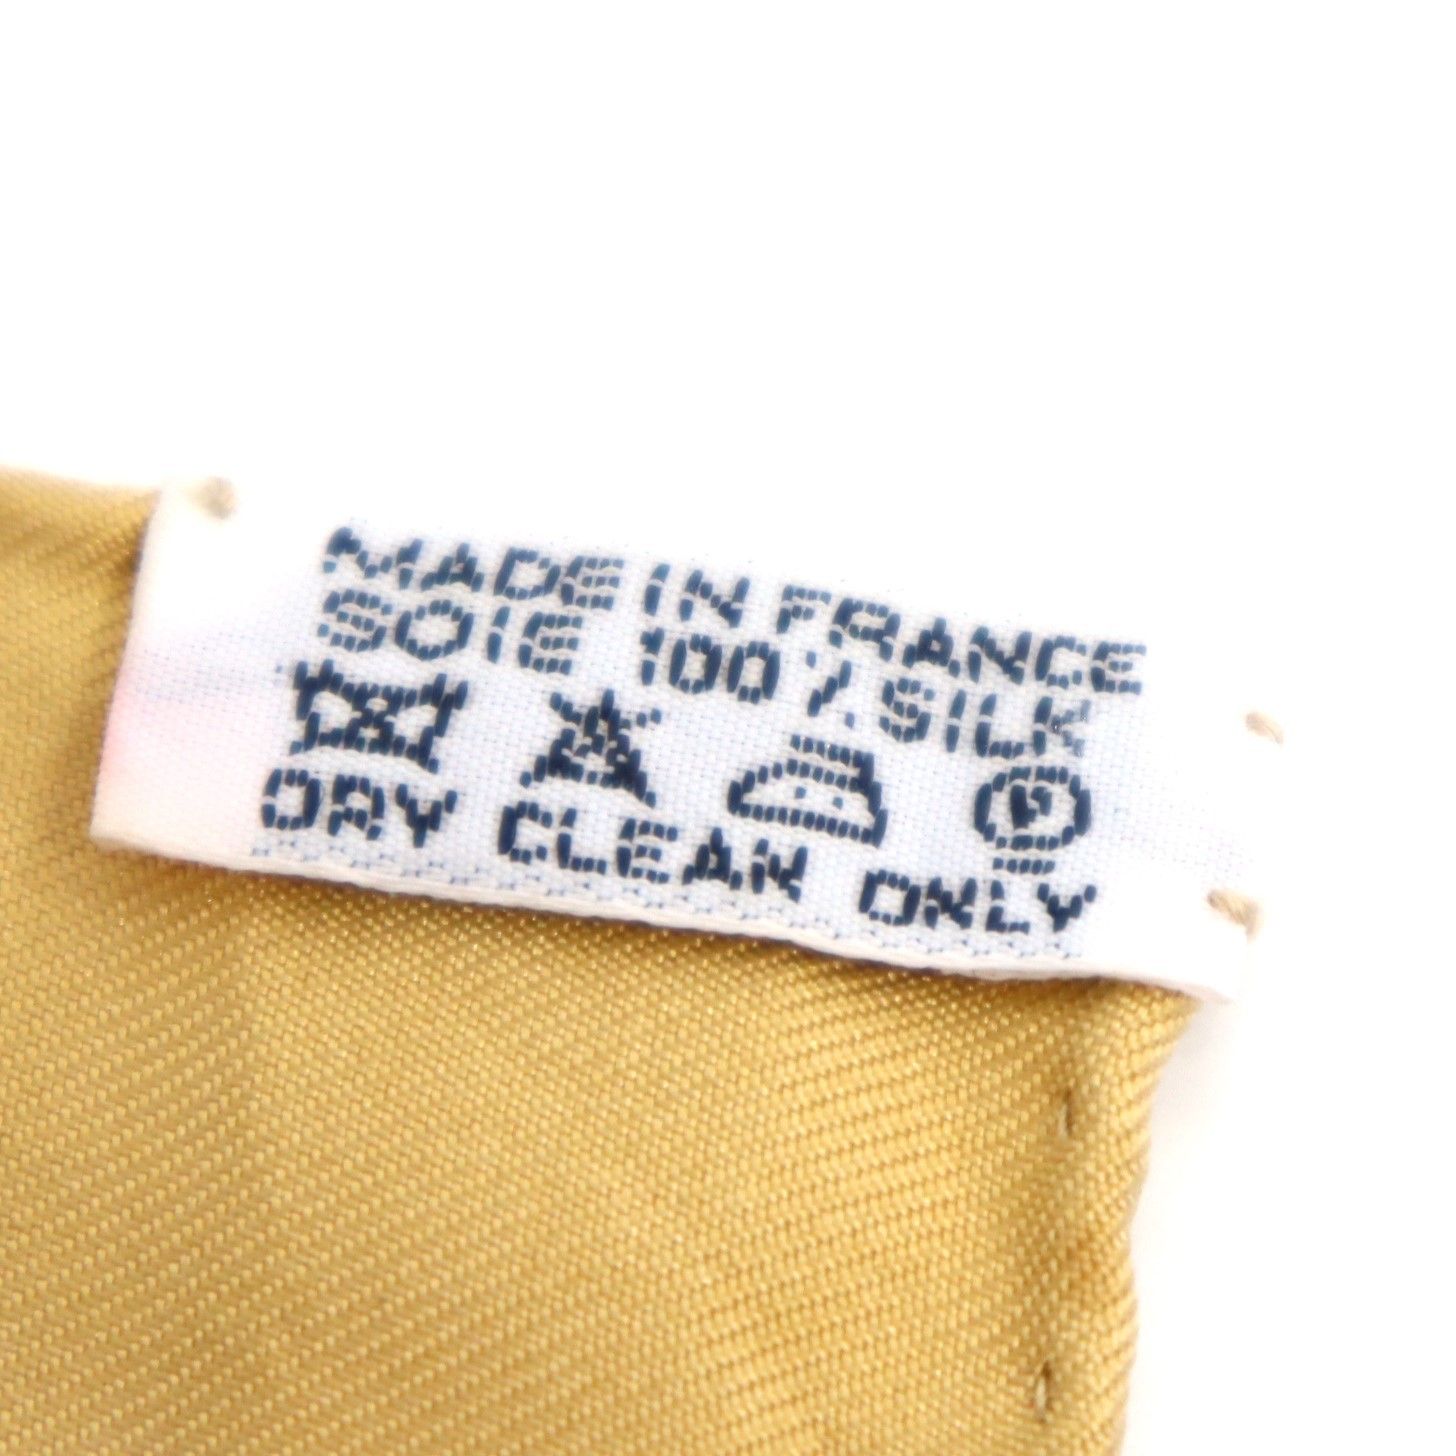 MADE IN FRANCE
SOIE 100% SILK
P
DRY CLEAN ONLY